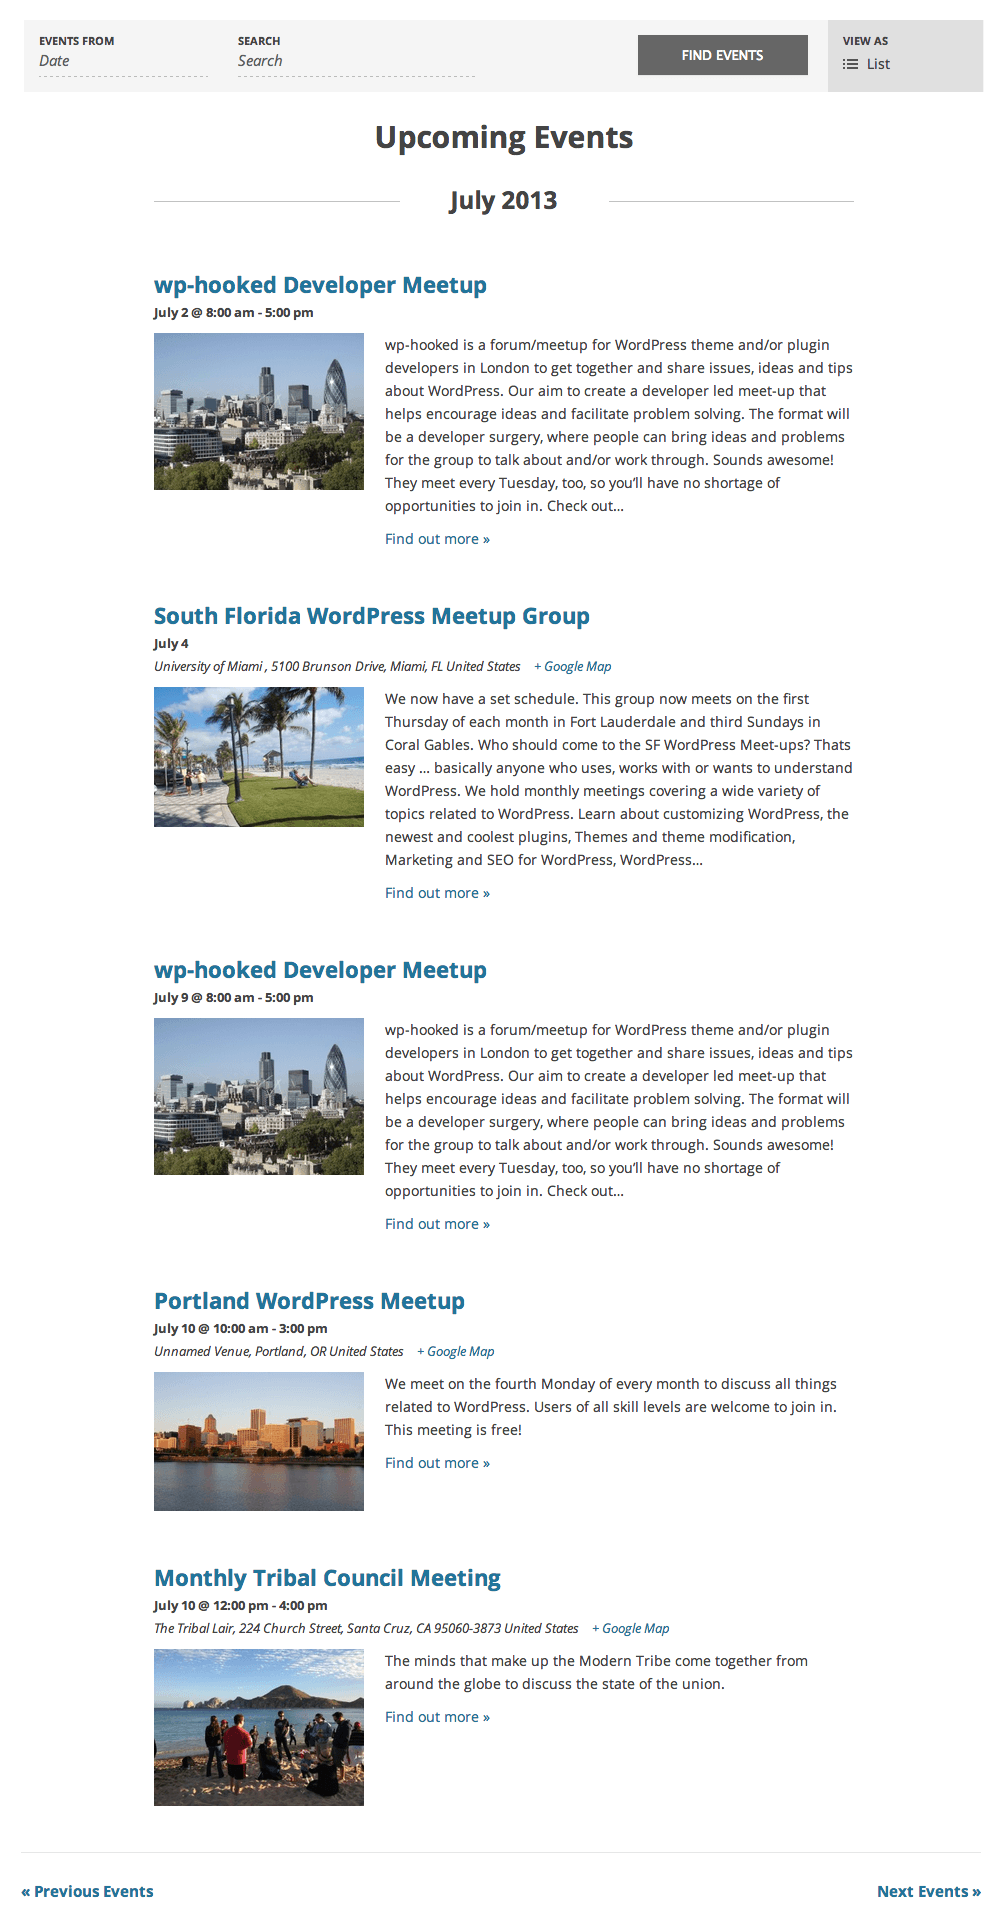 EVENTS FROM
Date
SEARCH
Search
FIND EVENTS
VIEW AS
List
Upcoming Events
July 2013
wp-hooked Developer Meetup
July 2 @ 8:00 am - 5:00 pm
wp-hooked is a forum/meetup for WordPress theme and/or plugin
developers in London to get together and share issues, ideas and tips
about WordPress. Our aim to create a developer led meet-up that
helps encourage ideas and facilitate problem solving. The format will
be a developer surgery, where people can bring ideas and problems
for the group to talk about and/or work through. Sounds awesome!
They meet every Tuesday, too, so you’ll have no shortage of
opportunities to join in. Check out...
Find out more »
South Florida WordPress Meetup Group
July 4
University of Miami , 5100 Brunson Drive, Miami, FL United States + Google Map
We now have a set schedule. This group now meets on the first
Thursday of each month in Fort Lauderdale and third Sundays in
Coral Gables. Who should come to the SF WordPress Meet-ups? Thats
easy ... basically anyone who uses, works with or wants to understand
WordPress. We hold monthly meetings covering a wide variety of
topics related to WordPress. Learn about customizing WordPress, the
newest and coolest plugins, Themes and theme modification,
Marketing and SEO for WordPress, WordPress...
Find out more »
wp-hooked Developer Meetup
July 9 @ 8:00 am - 5:00 pm
wp-hooked is a forum/meetup for WordPress theme and/or plugin
developers in London to get together and share issues, ideas and tips
about WordPress. Our aim to create a developer led meet-up that
helps encourage ideas and facilitate problem solving. The format will
be a developer surgery, where people can bring ideas and problems
for the group to talk about and/or work through. Sounds awesome!
They meet every Tuesday, too, so you’ll have no shortage of
opportunities to join in. Check out...
Find out more »
Portland WordPress Meetup
July 10 @ 10:00 am - 3:00 pm
Unnamed Venue, Portland, OR United States + Google Map
We meet on the fourth Monday of every month to discuss all things
related to WordPress. Users of all skill levels are welcome to join in.
This meeting is free!
Find out more »
Monthly Tribal Council Meeting
July 10 @ 12:00 pm - 4:00 pm
The Tribal Lair, 224 Church Street, Santa Cruz, CA 95060-3873 United States + Google Map
The minds that make up the Modern Tribe come together from
around the globe to discuss the state of the union.
Find out more »
« Previous Events
Next Events »